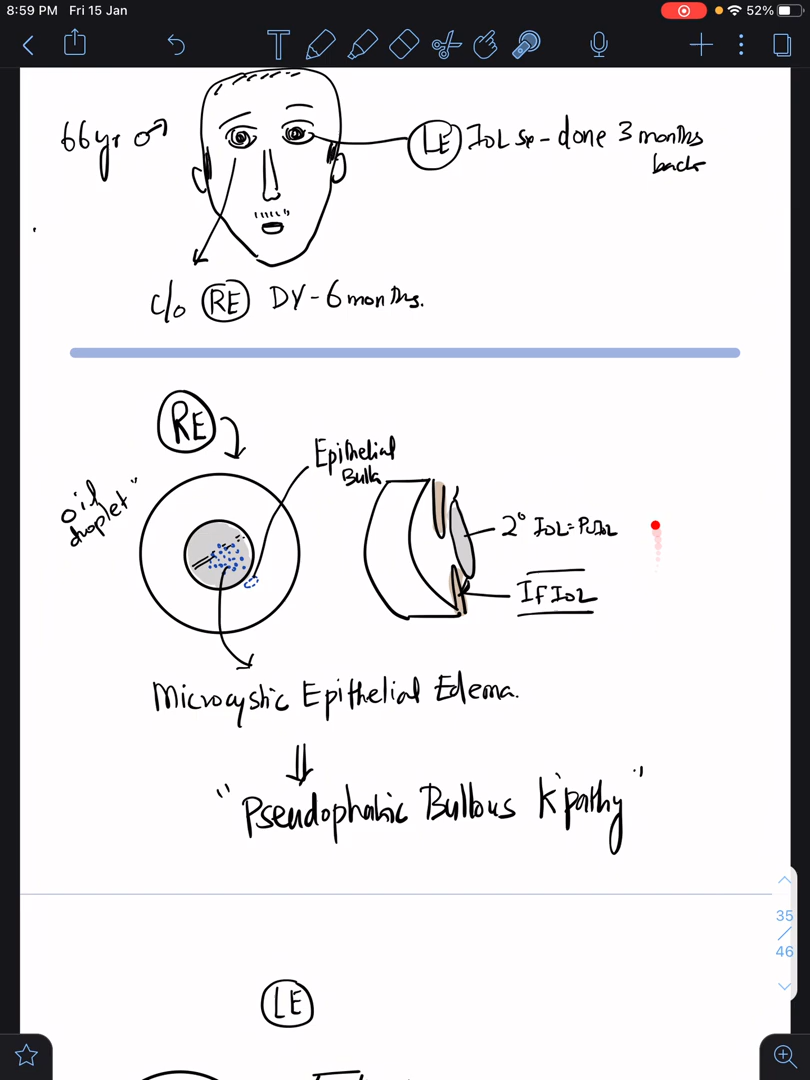 8:59 PM Fri 15 Jan
52%
66yr ♂
LE IOL Sx - done 3 months
back
c/o RE DV - 6 months.
RE
Epithelial
Bulla
"oil
droplet"
2° IOL = PCIOL
IFIOL
Microcystic Epithelial Edema.
⇓
"Pseudophakic Bullous K'pathy"
35
/
46
LE